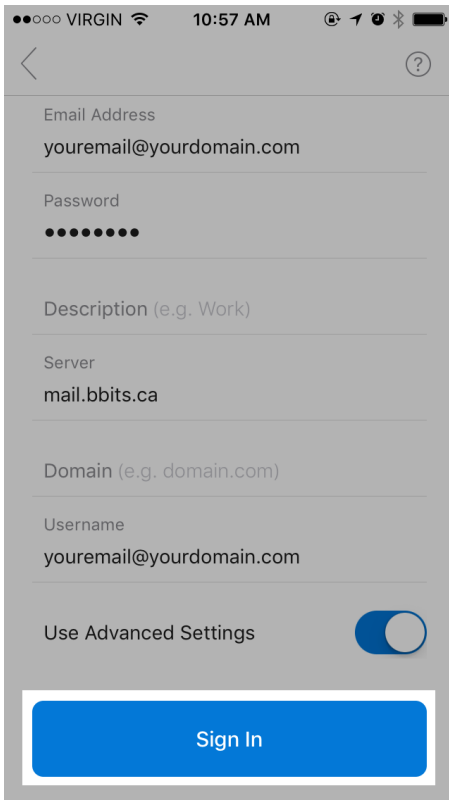 VIRGIN 10:57 AM
Email Address
youremail@yourdomain.com
Password
Description (e.g. Work)
Server
mail.bbits.ca
Domain (e.g. domain.com)
Username
youremail@yourdomain.com
Use Advanced Settings
Sign In